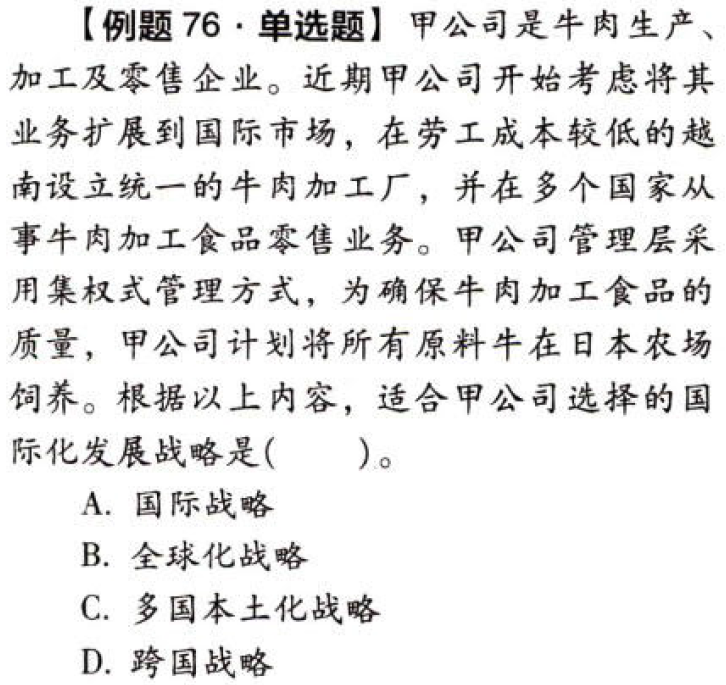 【例题 76 · 单选题】 甲公司是牛肉生产、
加工及零售企业。近期甲公司开始考虑将其
业务扩展到国际市场，在劳工成本较低的越
南设立统一的牛肉加工厂，并在多个国家从
事牛肉加工食品零售业务。甲公司管理层采
用集权式管理方式，为确保牛肉加工食品的
质量，甲公司计划将所有原料牛在日本农场
饲养。根据以上内容，适合甲公司选择的国
际化发展战略是(　　)。
A. 国际战略
B. 全球化战略
C. 多国本土化战略
D. 跨国战略